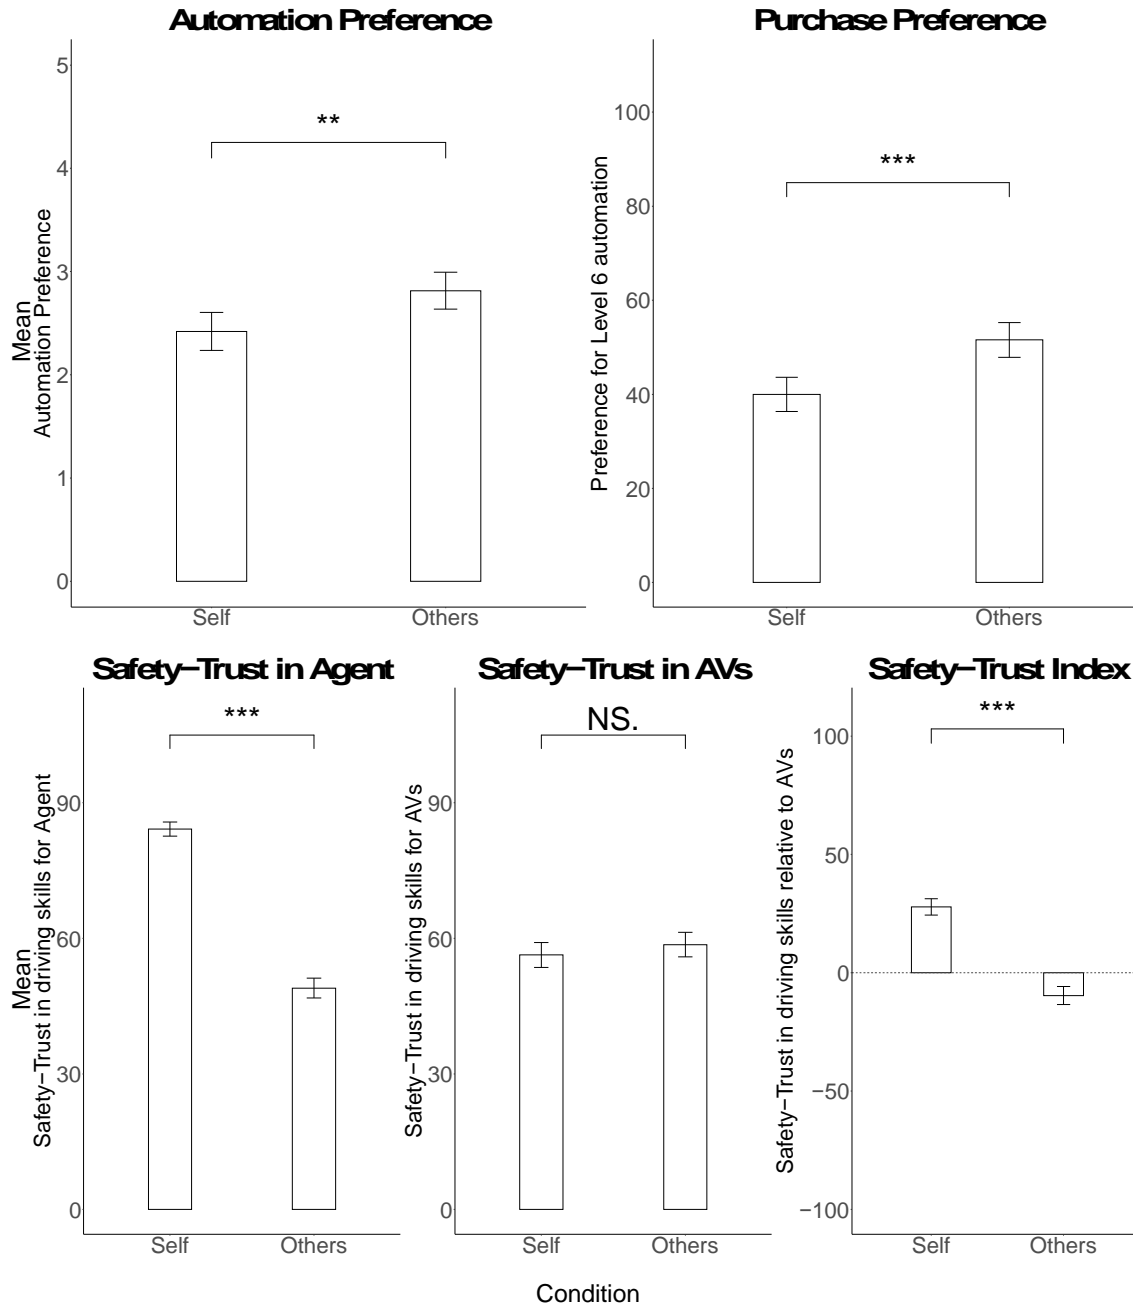 Automation Preference
Purchase Preference
5
4
3
2
1
0
Mean
Automation Preference
**
Self
Others
100
80
60
40
20
0
Preference for Level 6 automation
***
Self
Others
Safety−Trust in Agent
Safety−Trust in AVs
Safety−Trust Index
90
60
30
0
Mean
Safety−Trust in driving skills for Agent
***
Self
Others
90
60
30
0
Safety−Trust in driving skills for AVs
NS.
Self
Others
100
50
0
−50
−100
Safety−Trust in driving skills relative to AVs
***
Self
Others
Condition